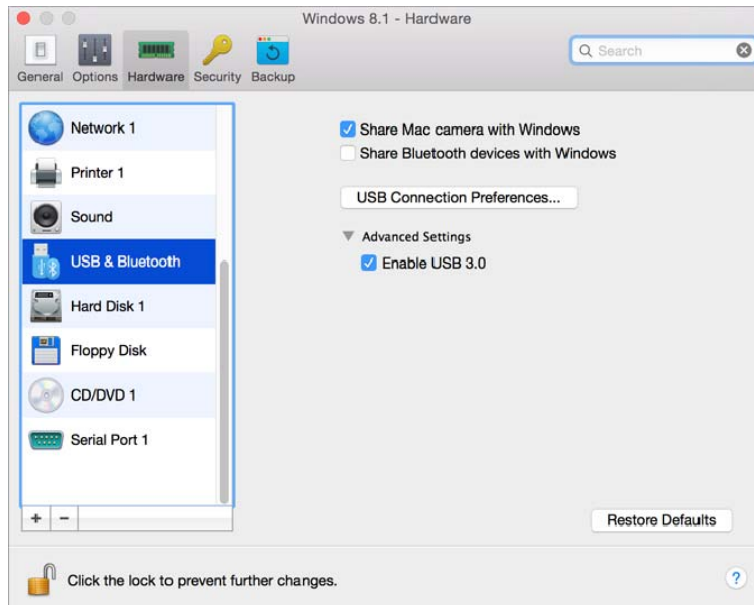 Windows 8.1 - Hardware
General Options Hardware Security Backup
Search
Network 1
Printer 1
Sound
USB & Bluetooth
Hard Disk 1
Floppy Disk
CD/DVD 1
Serial Port 1
+ −
Share Mac camera with Windows
Share Bluetooth devices with Windows
USB Connection Preferences...
Advanced Settings
Enable USB 3.0
Restore Defaults
Click the lock to prevent further changes.
?